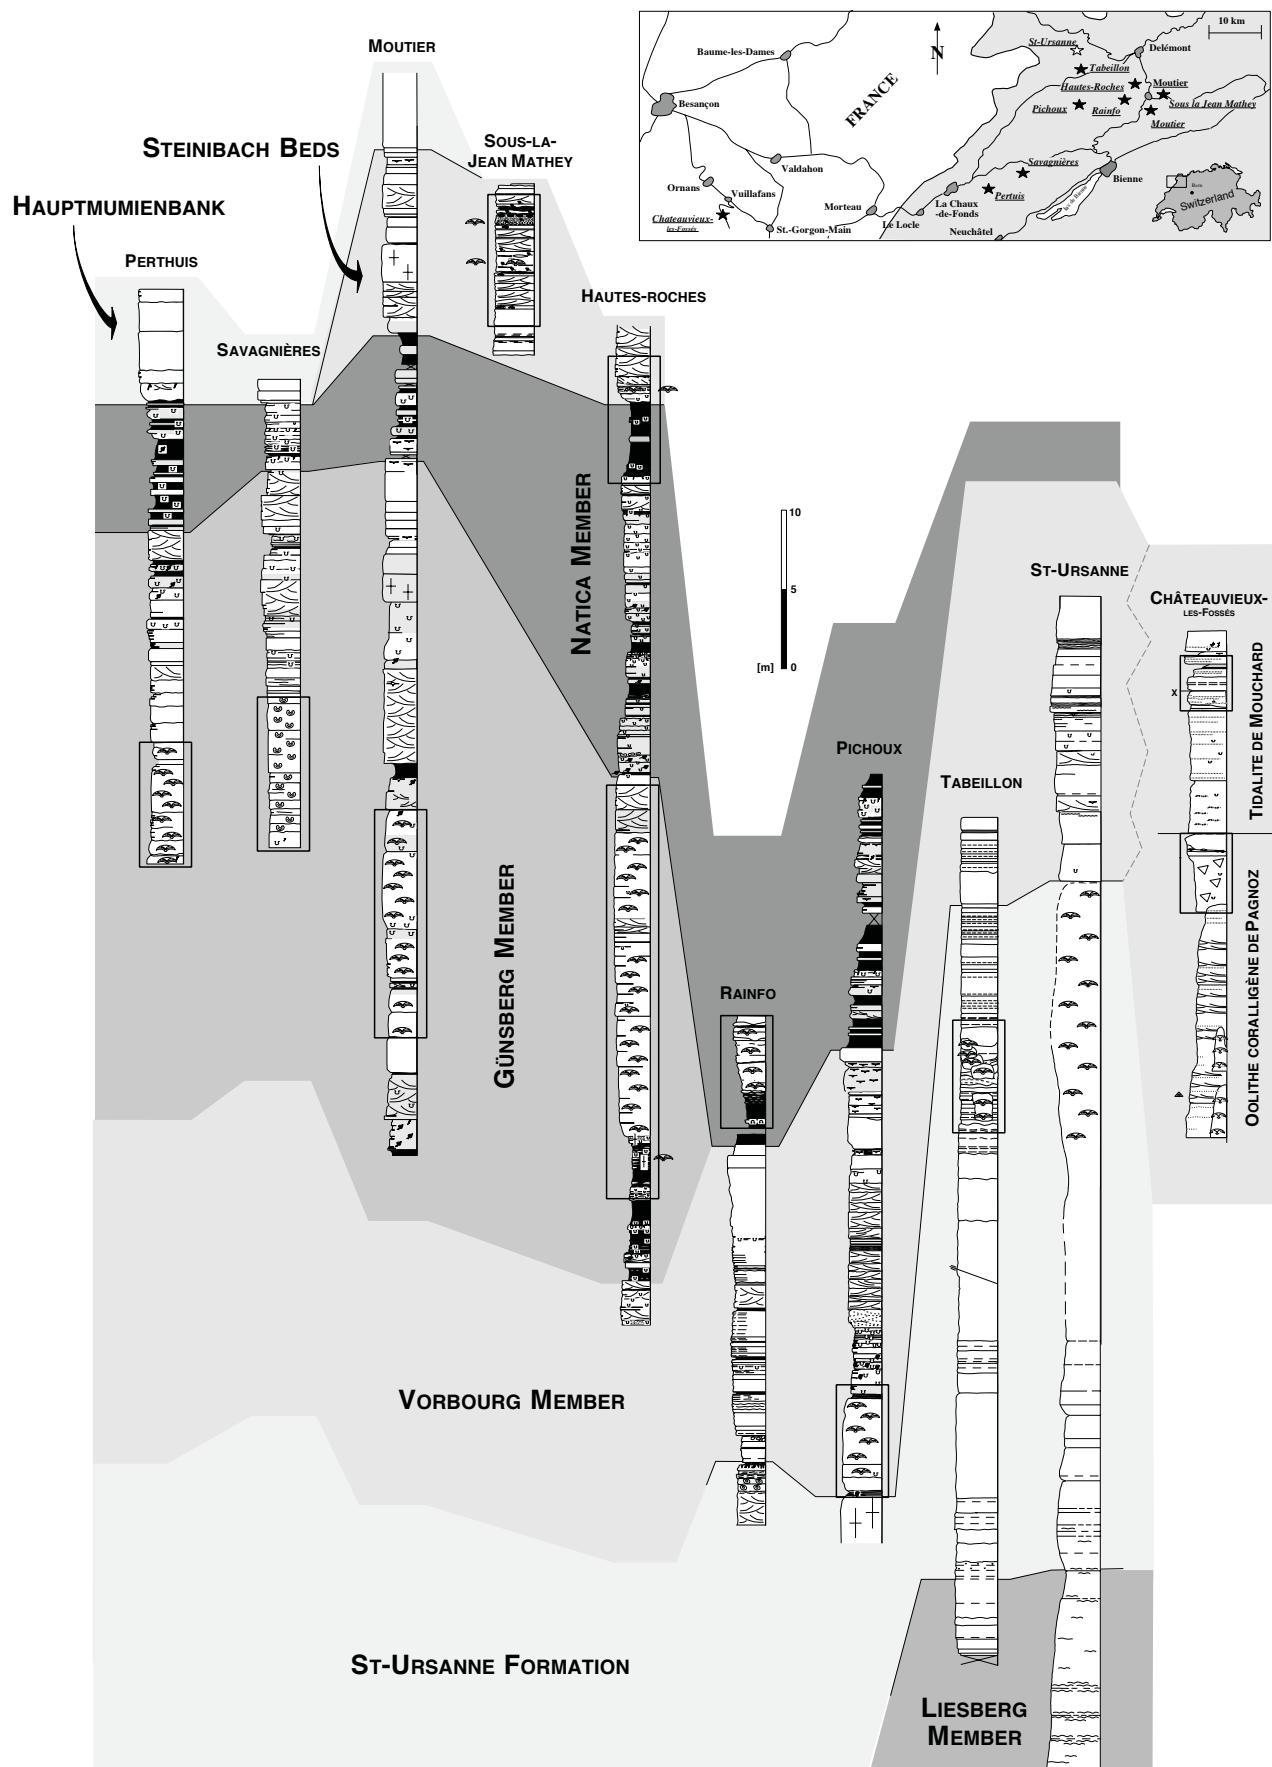 MOUTIER
STEINIBACH BEDS
SOUS-LA-
JEAN MATHEY
HAUPTMUMIENBANK
PERTHUIS
HAUTES-ROCHES
SAVAGNIÈRES
10 km
N
FRANCE
Baume-les-Dames
Besançon
Valdahon
Ornans
Vuillafans
Chateauvieux-
les-Fossés
St.-Gorgon-Main
Morteau
Le Locle
La Chaux
-de-Fonds
Neuchâtel
Bienne
St-Ursanne
Delémont
Tabeillon
Hautes-Roches
Moutier
Pichoux
Rainfo
Sous la Jean Mathey
Moutier
Savagnières
Pertuis
Bern
Switzerland
NATICA MEMBER
10
5
[m]
0
ST-URSANNE
CHÂTEAUVIEUX-
LES-FOSSÉS
X
TIDALITE DE MOUCHARD
PICHOUX
TABEILLON
GÜNSBERG MEMBER
OOLITHE CORALLIGÈNE DE PAGNOZ
RAINFO
VORBOURG MEMBER
ST-URSANNE FORMATION
LIESBERG
MEMBER